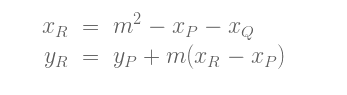 x_R = m^2 − x_P − x_Q
y_R = y_P + m(x_R − x_P)